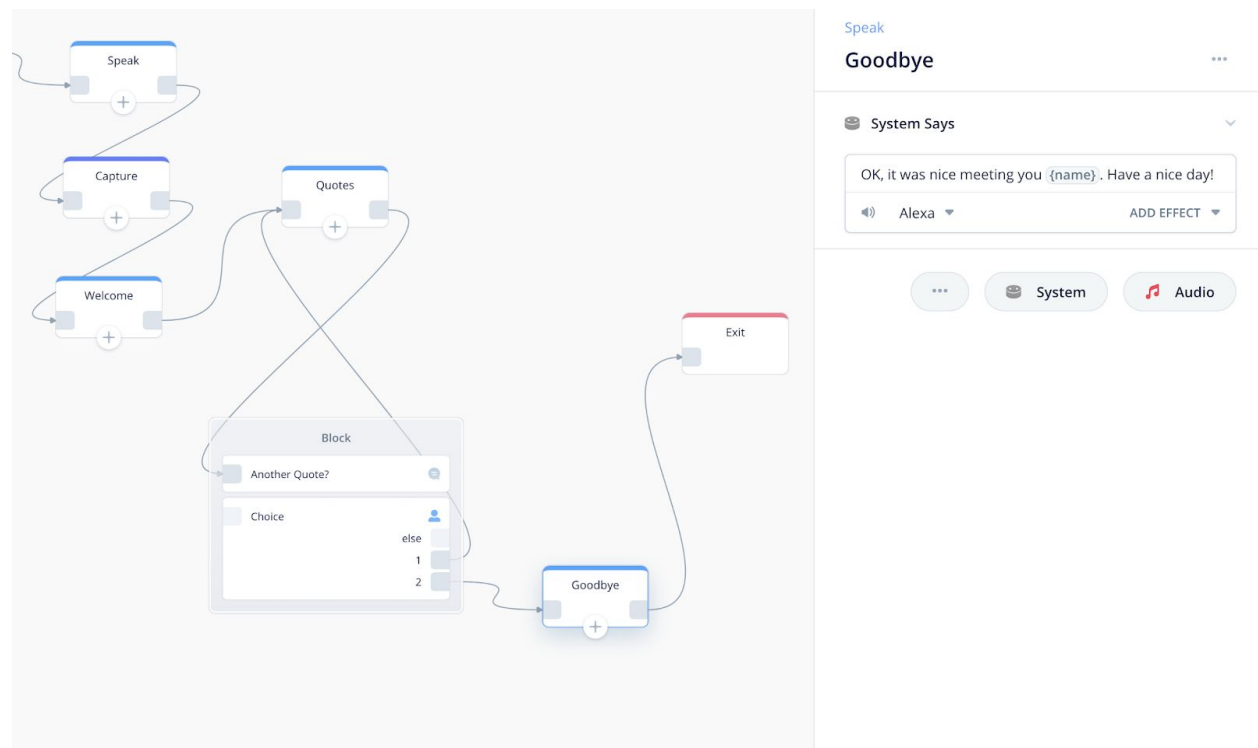 Speak
Capture
Welcome
Quotes
Block
Another Quote?
Choice
else
1
2
Goodbye
Exit
Speak
Goodbye
System Says
OK, it was nice meeting you {name}. Have a nice day!
Alexa
ADD EFFECT
System
Audio